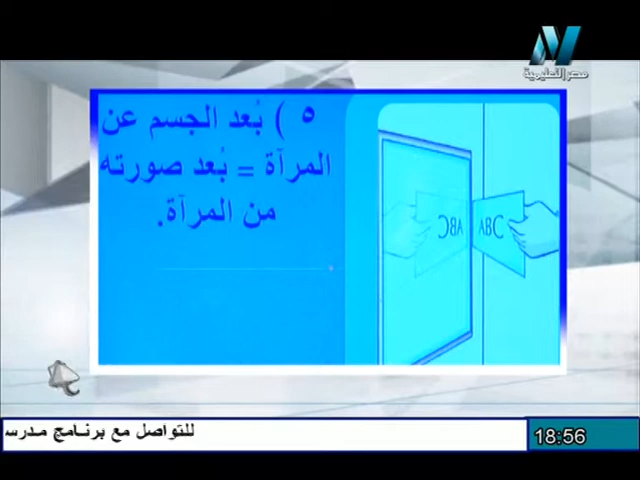 مصر التعليمية
٥ ) بُعد الجسم عن
المرآة = بُعد صورته
من المرآة.
ABC
ABC
للتواصل مع برنامج مدرس
18:56